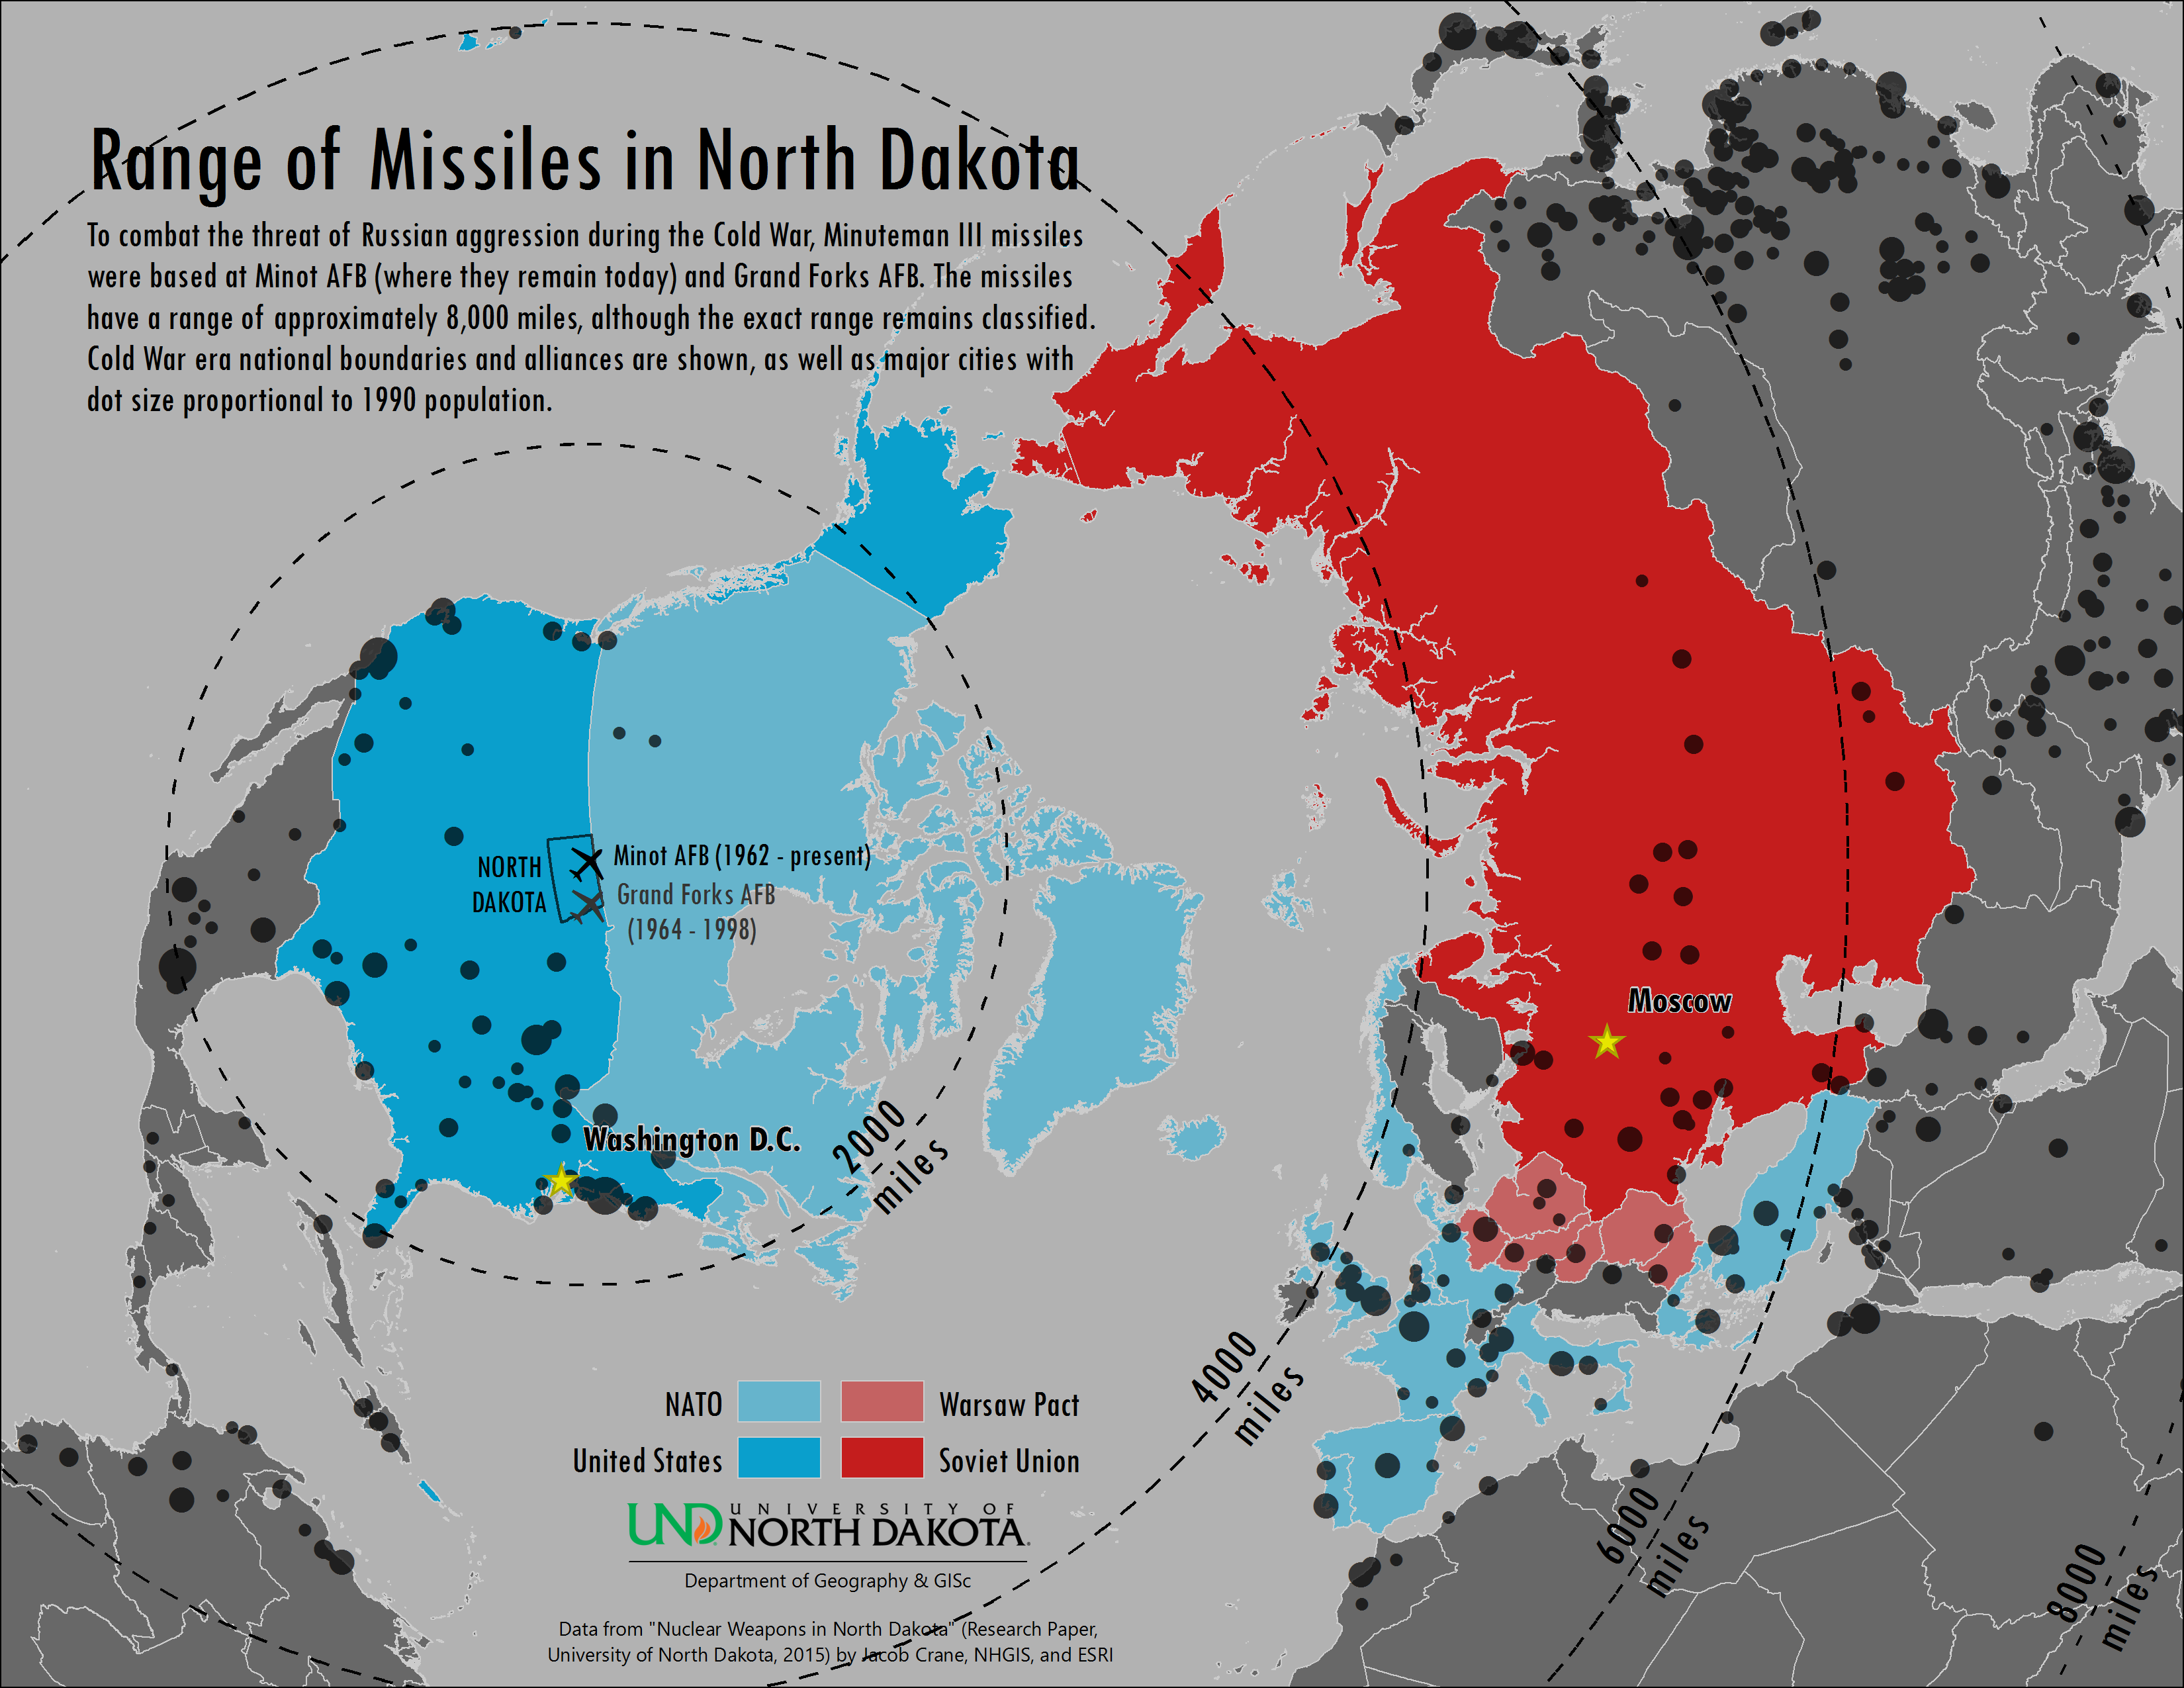 Range of Missiles in North Dakota
To combat the threat of Russian aggression during the Cold War, Minuteman III missiles
were based at Minot AFB (where they remain today) and Grand Forks AFB. The missiles
have a range of approximately 8,000 miles, although the exact range remains classified.
Cold War era national boundaries and alliances are shown, as well as major cities with
dot size proportional to 1990 population.
NORTH
DAKOTA
Minot AFB (1962 - present)
Grand Forks AFB
(1964 - 1998)
Moscow
Washington D.C.
2000
miles
4000
miles
6000
miles
8000
miles
NATO
Warsaw Pact
United States
Soviet Union
UND UNIVERSITY OF
NORTH DAKOTA.
Department of Geography & GISc
Data from "Nuclear Weapons in North Dakota" (Research Paper,
University of North Dakota, 2015) by Jacob Crane, NHGIS, and ESRI